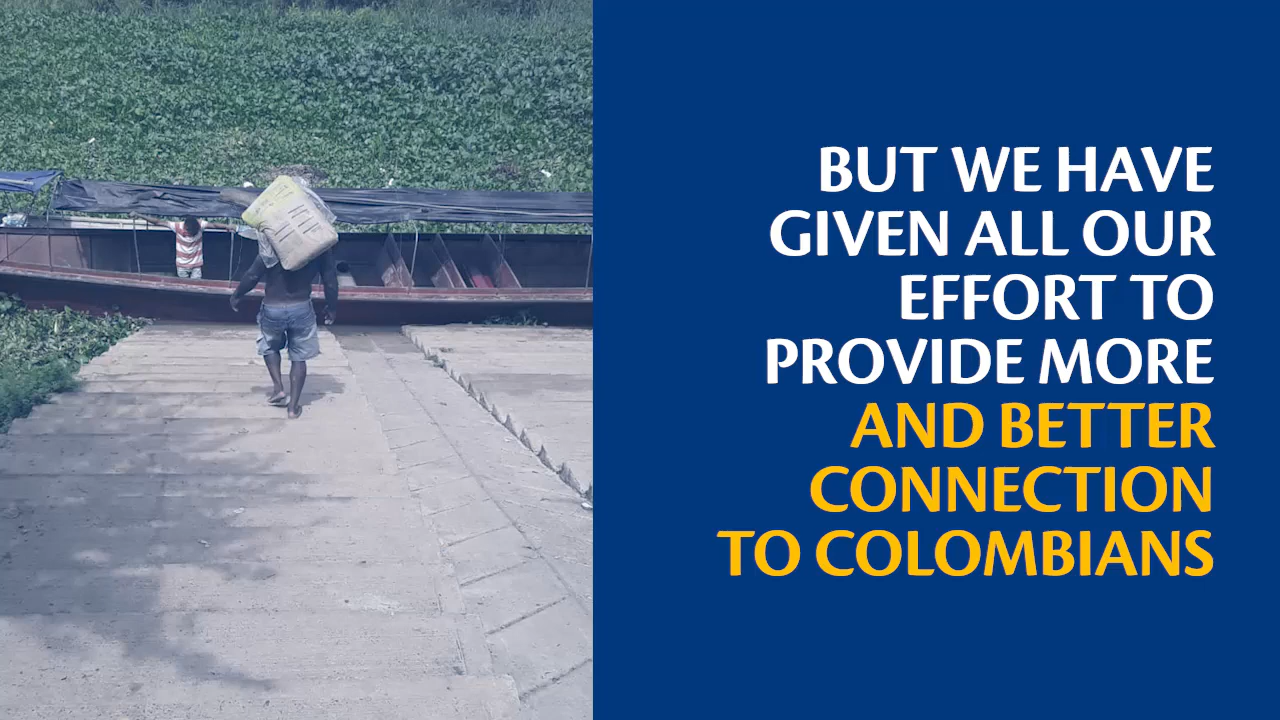 BUT WE HAVE
GIVEN ALL OUR
EFFORT TO
PROVIDE MORE
AND BETTER
CONNECTION
TO COLOMBIANS